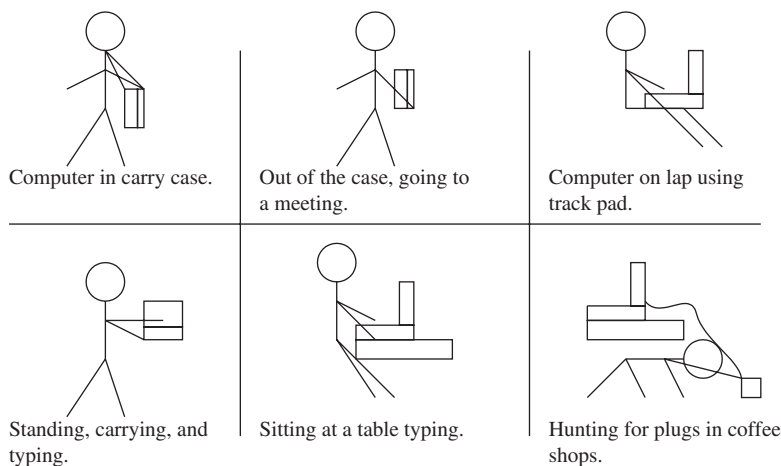 Computer in carry case.
Out of the case, going to
a meeting.
Computer on lap using
track pad.
Standing, carrying, and
typing.
Sitting at a table typing.
Hunting for plugs in coffee
shops.